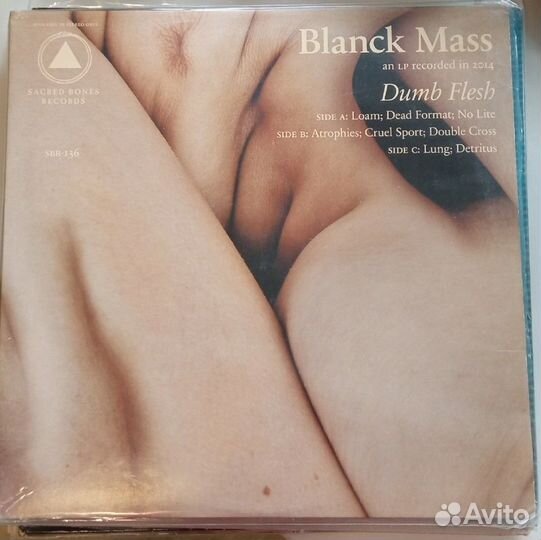 Blanck Mass
an LP recorded in 2014
Dumb Flesh
SIDE A: Loam; Dead Format; No Lite
SIDE B: Atrophies; Cruel Sport; Double Cross
SIDE C: Lung; Detritus
SACRED BONES
RECORDS
SBR-136
Avito